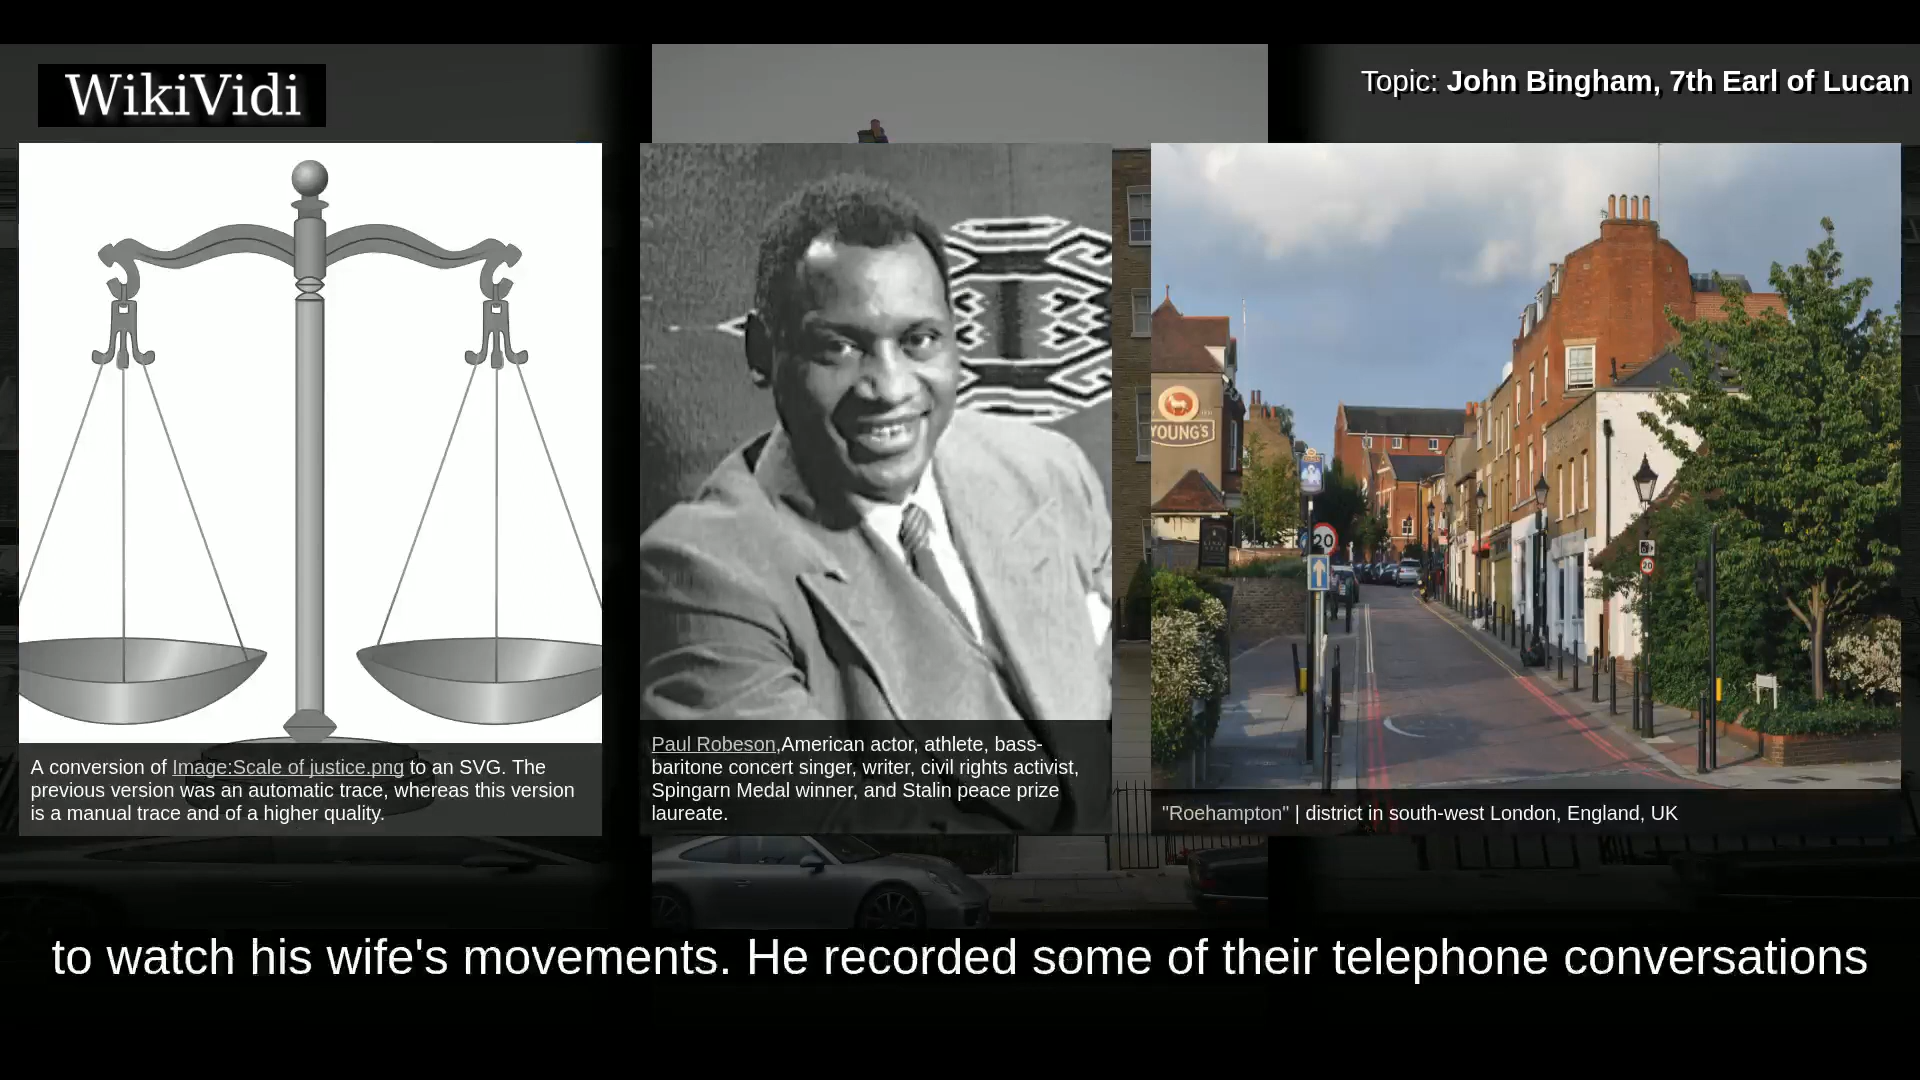 WikiVidi
Topic: John Bingham, 7th Earl of Lucan
A conversion of Image:Scale of justice.png to an SVG. The
previous version was an automatic trace, whereas this version
is a manual trace and of a higher quality.
Paul Robeson,American actor, athlete, bass-
baritone concert singer, writer, civil rights activist,
Spingarn Medal winner, and Stalin peace prize
laureate.
YOUNG'S
20
20
"Roehampton" | district in south-west London, England, UK
to watch his wife's movements. He recorded some of their telephone conversations